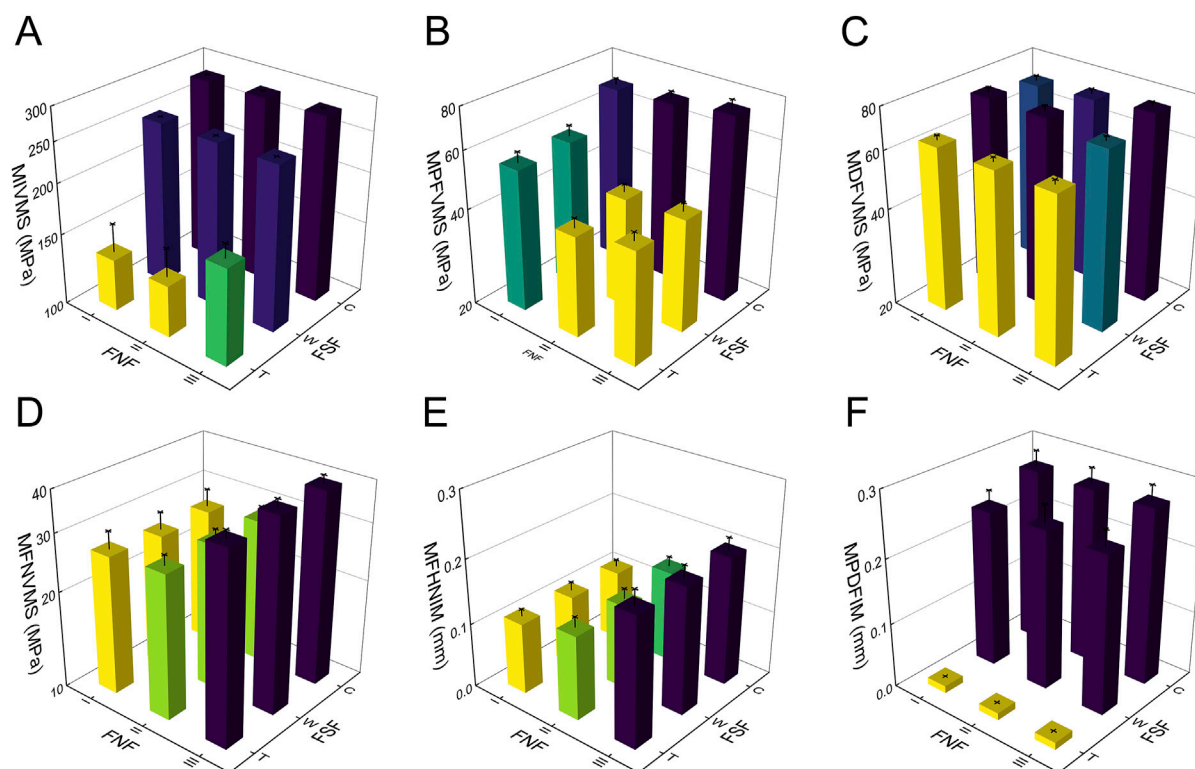 A
300
250
200
150
100
MIVMS (MPa)
I
II
III
FNF
T
W
C
FSF
B
80
60
40
20
MPFVMS (MPa)
I
II
III
FNF
T
W
C
FSF
C
80
60
40
20
MDFVMS (MPa)
I
II
III
FNF
T
W
C
FSF
D
40
30
20
10
MFNVMS (MPa)
I
II
III
FNF
T
W
C
FSF
E
0.3
0.2
0.1
0.0
MFHNIM (mm)
I
II
III
FNF
T
W
C
FSF
F
0.3
0.2
0.1
0.0
MPDFIM (mm)
I
II
III
FNF
T
W
C
FSF